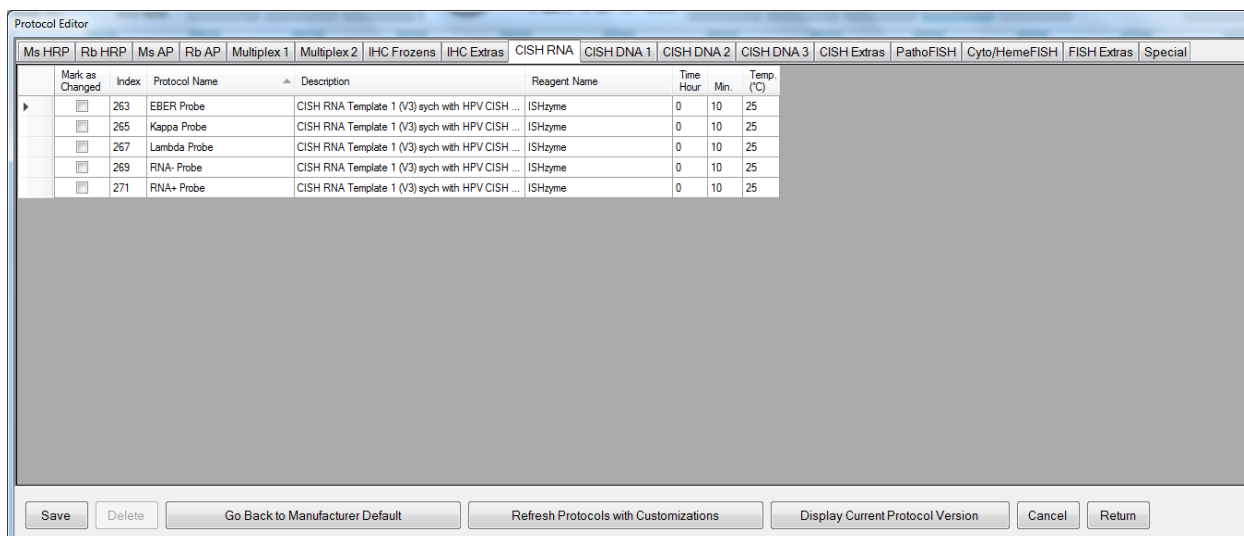 Protocol Editor
Ms HRP Rb HRP Ms AP Rb AP Multiplex 1 Multiplex 2 IHC Frozens IHC Extras CISH RNA CISH DNA 1 CISH DNA 2 CISH DNA 3 CISH Extras PathoFISH Cyto/HemeFISH FISH Extras Special
Mark as Changed Index Protocol Name Description Reagent Name Time Hour Min. Temp. (°C)
263 EBER Probe CISH RNA Template 1 (V3) sych with HPV CISH ... ISHzyme 0 10 25
265 Kappa Probe CISH RNA Template 1 (V3) sych with HPV CISH ... ISHzyme 0 10 25
267 Lambda Probe CISH RNA Template 1 (V3) sych with HPV CISH ... ISHzyme 0 10 25
269 RNA- Probe CISH RNA Template 1 (V3) sych with HPV CISH ... ISHzyme 0 10 25
271 RNA+ Probe CISH RNA Template 1 (V3) sych with HPV CISH ... ISHzyme 0 10 25
Save Delete Go Back to Manufacturer Default Refresh Protocols with Customizations Display Current Protocol Version Cancel Return